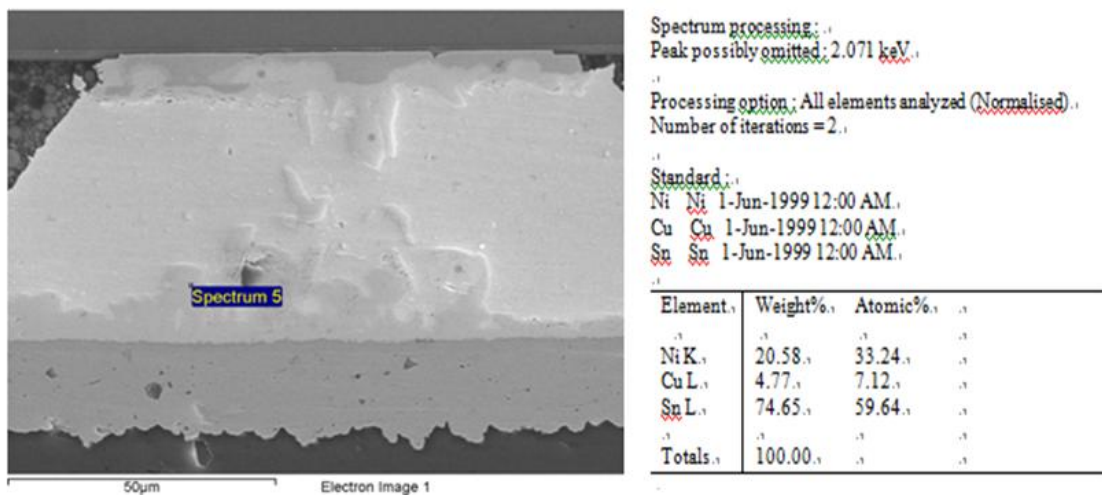 Spectrum processing :
Peak possibly omitted : 2.071 keV
Processing option : All elements analyzed (Normalised)
Number of iterations = 2
Standard :
Ni Ni 1-Jun-1999 12:00 AM
Cu Cu 1-Jun-1999 12:00 AM
Sn Sn 1-Jun-1999 12:00 AM
Element Weight% Atomic%
Ni K 20.58 33.24
Cu L 4.77 7.12
Sn L 74.65 59.64
Totals 100.00
Spectrum 5
50µm Electron Image 1